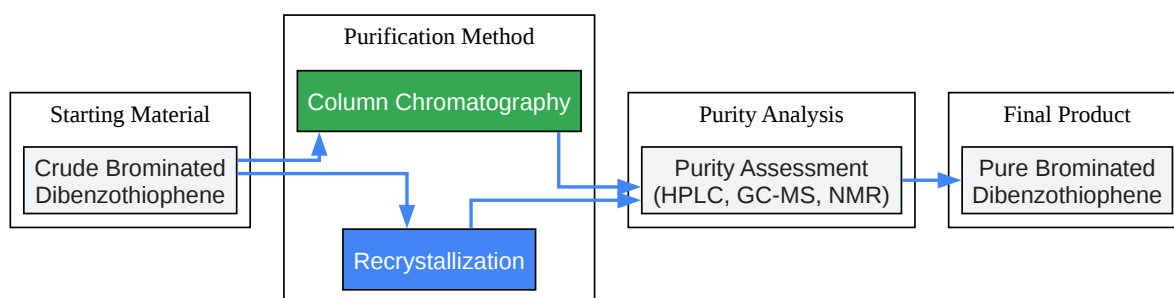 Starting Material
Crude Brominated
Dibenzothiophene
Purification Method
Column Chromatography
Recrystallization
Purity Analysis
Purity Assessment
(HPLC, GC-MS, NMR)
Final Product
Pure Brominated
Dibenzothiophene